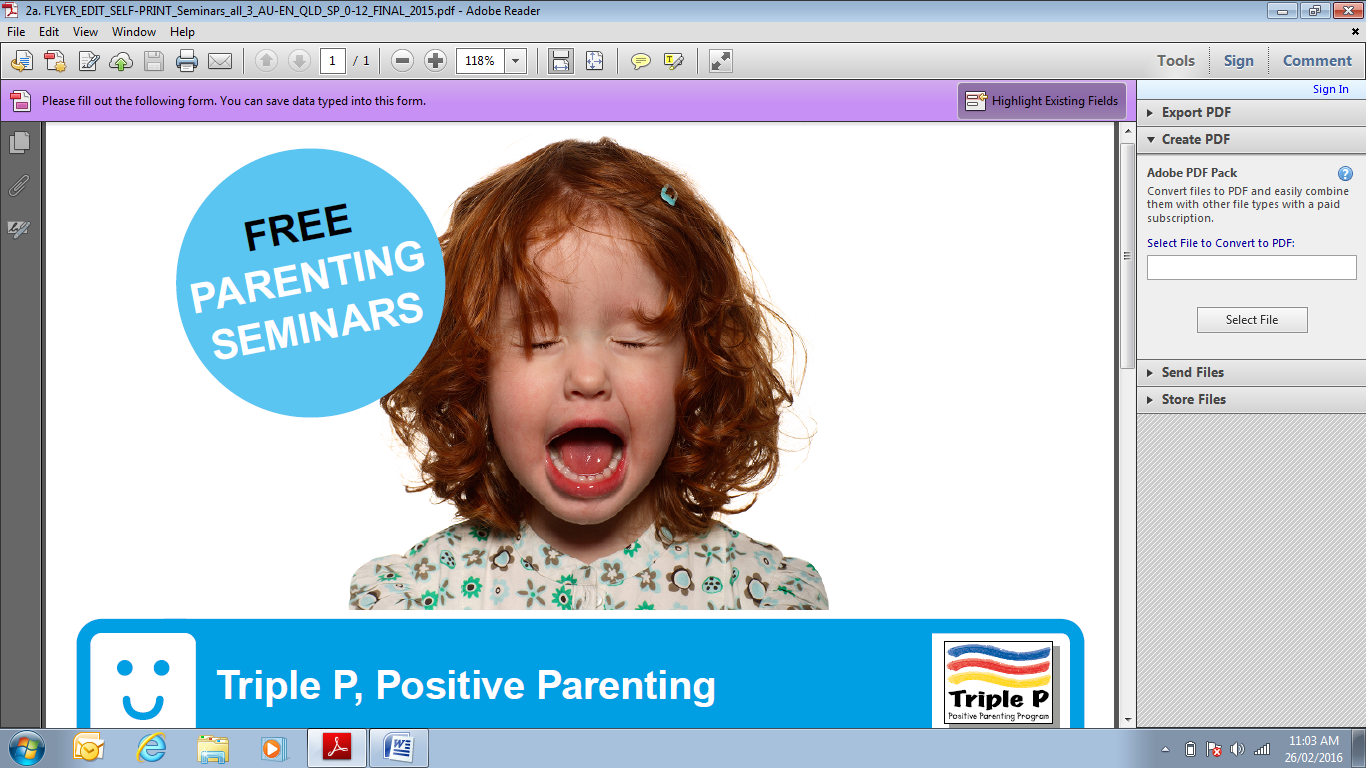 2a. FLYER_EDIT_SELF-PRINT_Seminars_all_3_AU-EN_QLD_SP_0-12_FINAL_2015.pdf - Adobe Reader
File Edit View Window Help
1 / 1 118% Tools Sign Comment
Please fill out the following form. You can save data typed into this form.
Highlight Existing Fields
Sign In
Export PDF
Create PDF
Adobe PDF Pack
Convert files to PDF and easily combine
them with other file types with a paid
subscription.
Select File to Convert to PDF:
Select File
Send Files
Store Files
FREE
PARENTING
SEMINARS
Triple P, Positive Parenting
Triple P
Positive Parenting Program
11:03 AM
26/02/2016